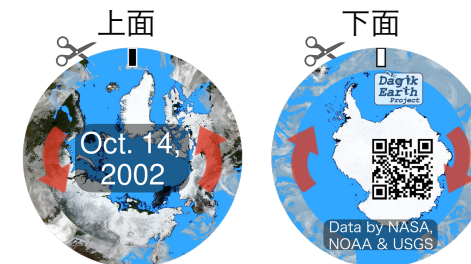 上面
下面
Oct. 14,
2002
Dagik
Earth
Project
Data by NASA,
NOAA & USGS